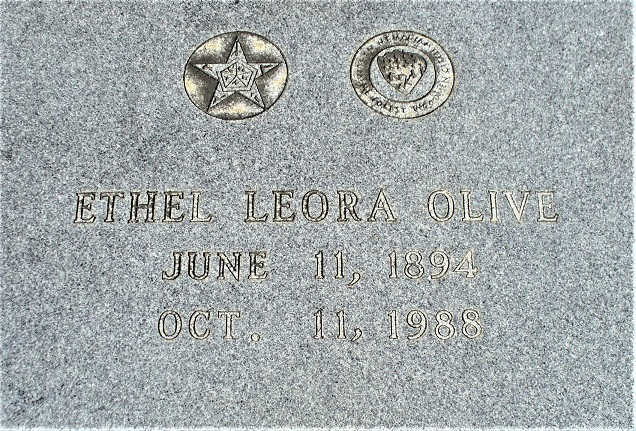 ETHEL LEORA OLIVE
JUNE 11, 1894
OCT. 11, 1988